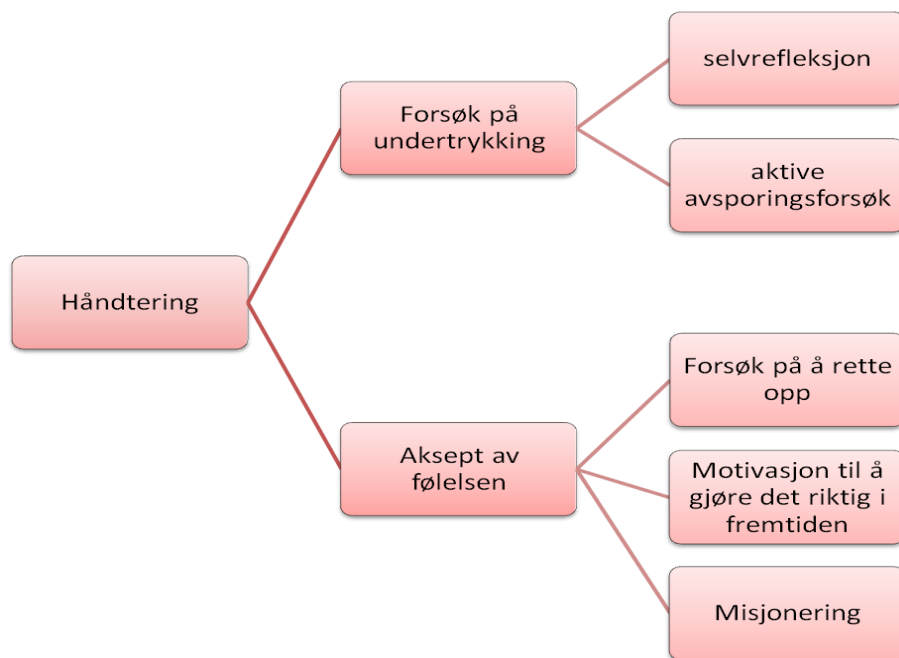 Håndtering
Forsøk på
undertrykking
selvrefleksjon
aktive
avsporingsforsøk
Aksept av
følelsen
Forsøk på å rette
opp
Motivasjon til å
gjøre det riktig i
fremtiden
Misjonering